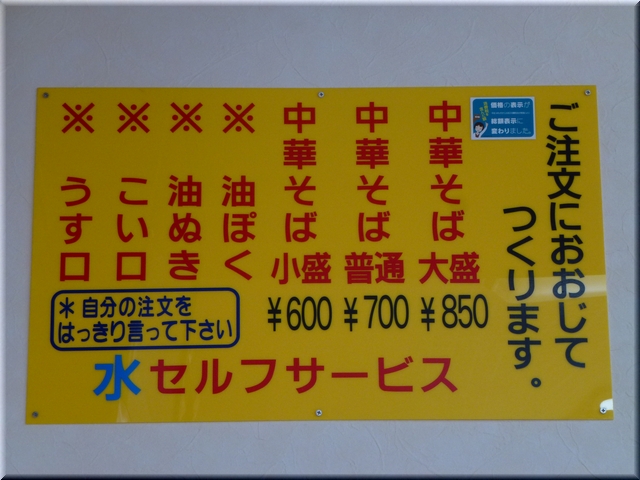 ご注文におおじて
つくります。
価格の表示が
総額表示に
変わりました。
中華そば大盛
¥850
中華そば普通
¥700
中華そば小盛
¥600
※油ぽく
※油ぬき
※こい口
※うす口
＊自分の注文を
はっきり言って下さい
水セルフサービス